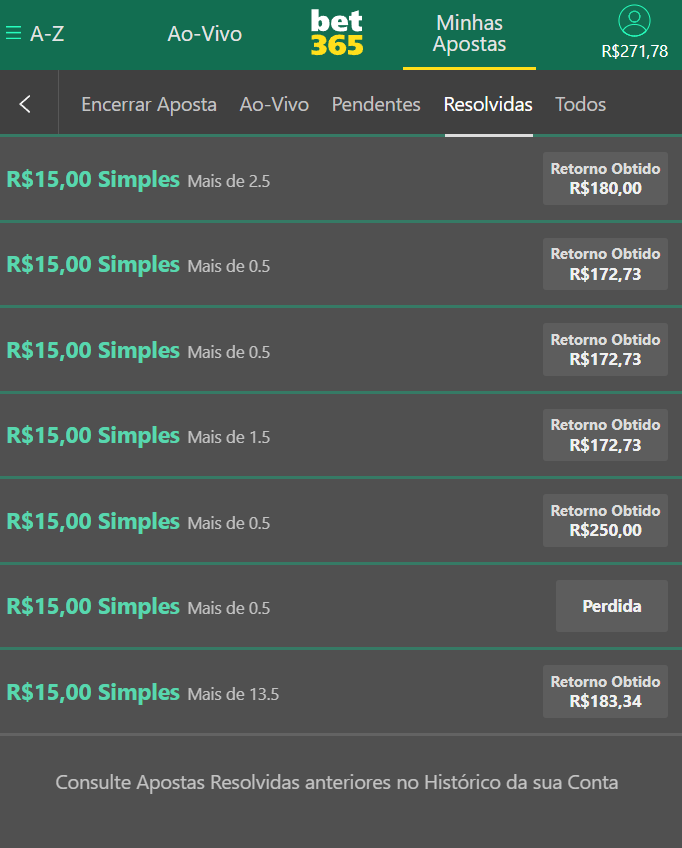 A-Z
Ao-Vivo
bet
365
Minhas
Apostas
R$271,78
Encerrar Aposta Ao-Vivo Pendentes Resolvidas Todos
R$15,00 Simples Mais de 2.5
Retorno Obtido
R$180,00
R$15,00 Simples Mais de 0.5
Retorno Obtido
R$172,73
R$15,00 Simples Mais de 0.5
Retorno Obtido
R$172,73
R$15,00 Simples Mais de 1.5
Retorno Obtido
R$172,73
R$15,00 Simples Mais de 0.5
Retorno Obtido
R$250,00
R$15,00 Simples Mais de 0.5
Perdida
R$15,00 Simples Mais de 13.5
Retorno Obtido
R$183,34
Consulte Apostas Resolvidas anteriores no Histórico da sua Conta